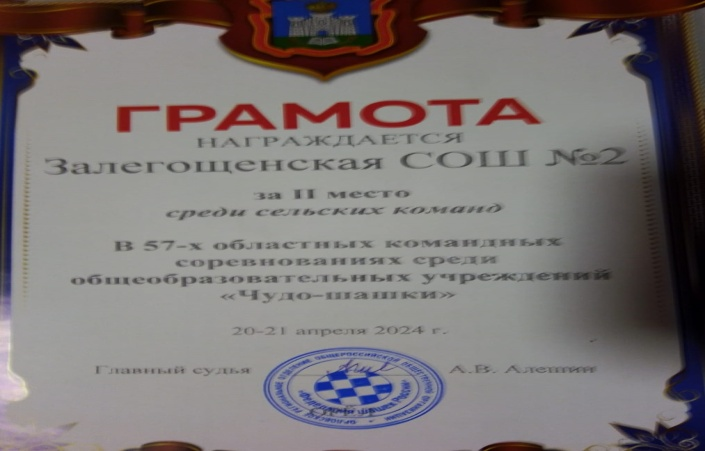 ГРАМОТА
НАГРАЖДАЕТСЯ
Залегощенская СОШ №2
за II место
среди сельских команд
В 57-х областных командных
соревнованиях среди
общеобразовательных учреждений
«Чудо-шашки»
20-21 апреля 2024 г.
Главный судья
А.В. Алешин